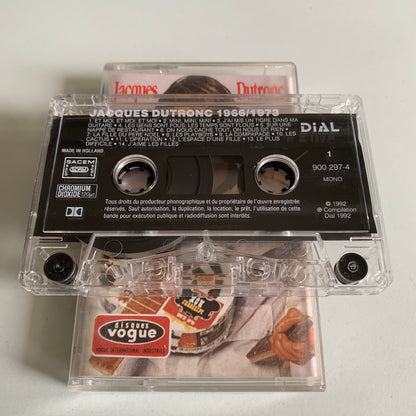 Jacques Dutronc
JACQUES DUTRONC 1966/1973
1. ET MOI, ET MOI, ET MOI 2. MINI, MINI, MINI 3. J'AI MIS UN TIGRE DANS MA
GUITARE 4. LES GENS SONT FOUS, LES TEMPS SONT FLOUS 5. SUR UNE
NAPPE DE RESTAURANT 6. ON NOUS CACHE TOUT, ON NOUS DIT RIEN
7. LA FILLE DU PERE NOEL 8. LES PLAYBOYS 9. LA COMPAPADE 10. LES
CACTUS 11. L'OPERATION 12. L'ESPACE D'UNE FILLE 13. LE PLUS
DIFFICILE 14. J'AIME LES FILLES
DiAL
MADE IN HOLLAND
SACEM
CHROMIUM
DIOXIDE 120µs
1
900 297-4
MONO
Tous droits du producteur phonographique et du propriétaire de l'œuvre enregistrée
réservés. Sauf autorisation, la duplication, la location, le prêt, l'utilisation de cette
bande pour exécution publique et radiodiffusion sont interdits.
© 1992
℗ Compilation
Dial 1992
disques
vogue
VOGUE INTERNATIONAL INDUSTRIES